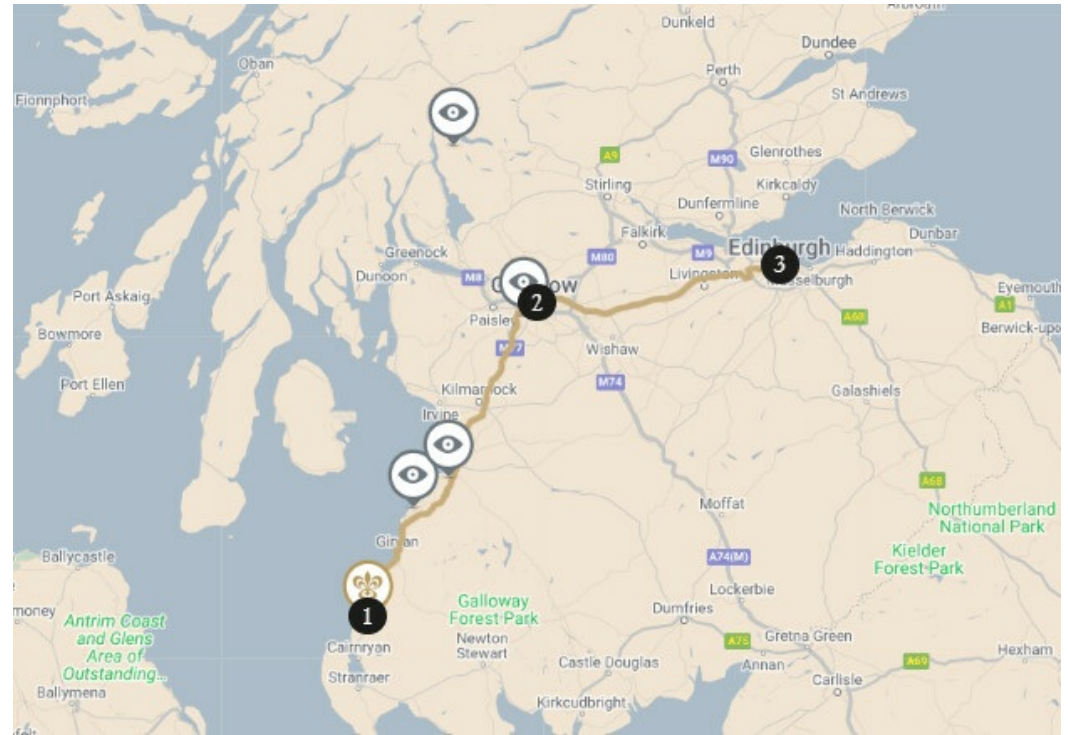 Arbroath
Dunkeld
Dundee
Oban
Perth
Fionnphort
St Andrews
A9
M90
Glenrothes
Stirling
Kirkcaldy
Dunfermline
North Berwick
Falkirk
Dunbar
Edinburgh
Greenock
M80
M9
Haddington
Dunoon
M8
Livingston
3
Musselburgh
Eyemouth
Port Askaig
2
A1
Paisley
A68
Berwick-upo
Bowmore
M77
Wishaw
Port Ellen
M74
Kilmarnock
Galashiels
Irvine
A68
Moffat
Northumberland
National Park
Girvan
Ballycastle
A74(M)
Kielder
Forest Park
Lockerbie
money
1
Galloway
Forest Park
Dumfries
Antrim Coast
and Glens
Area of
Outstanding...
Cairnryan
Newton
Stewart
A75
Gretna Green
Hexham
Castle Douglas
Annan
A69
Stranraer
Carlisle
Ballymena
Kirkcudbright